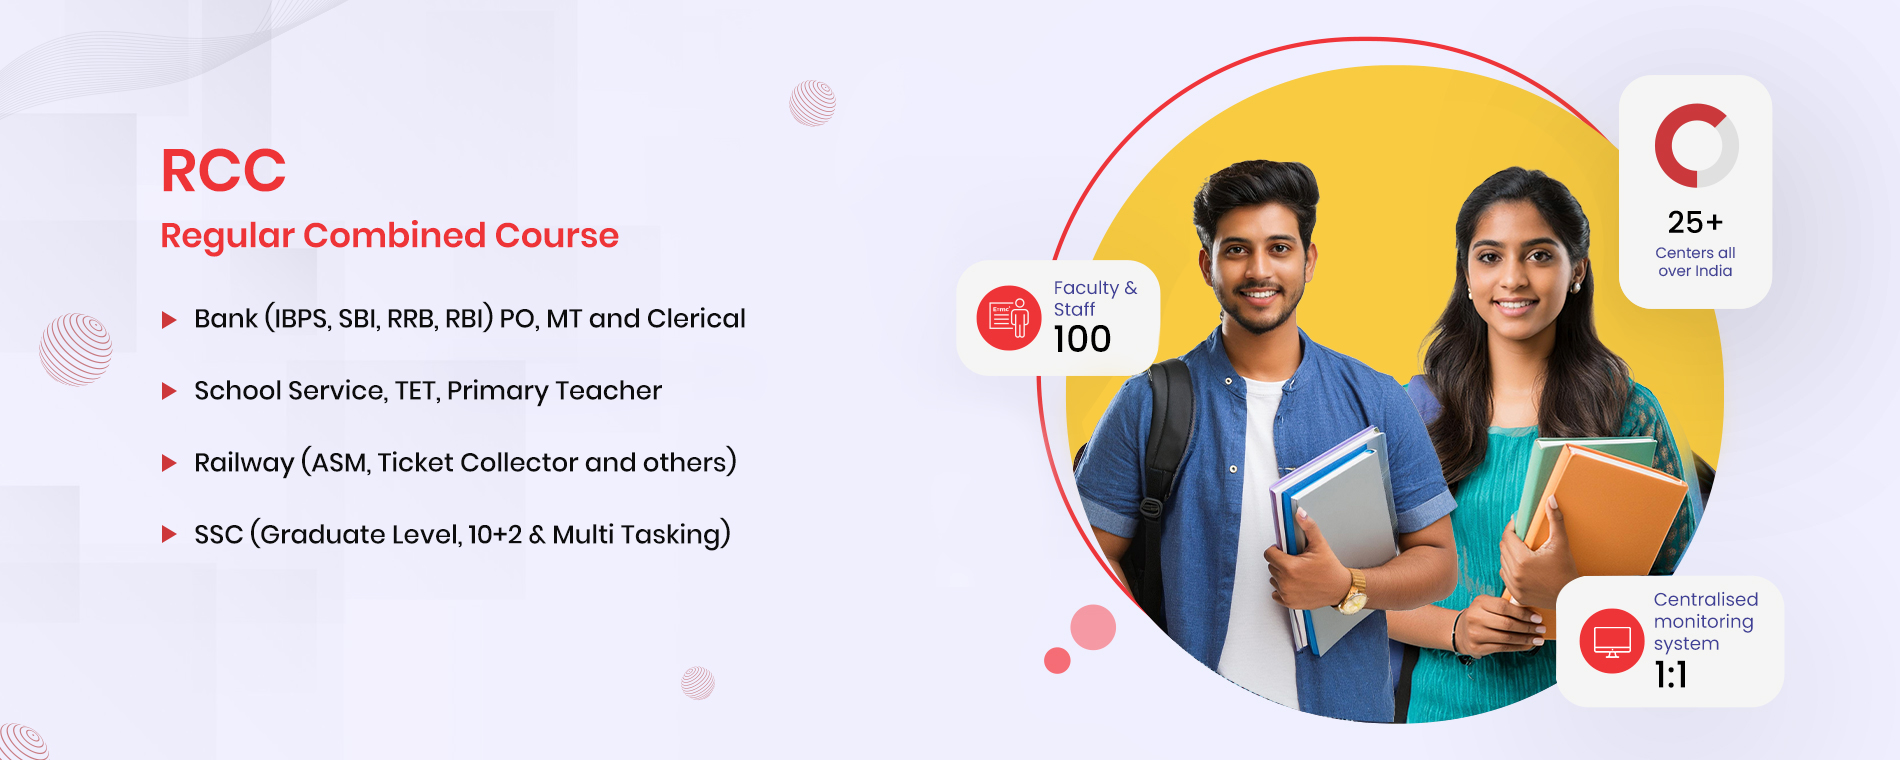 RCC
Regular Combined Course
Bank (IBPS, SBI, RRB, RBI) PO, MT and Clerical
School Service, TET, Primary Teacher
Railway (ASM, Ticket Collector and others)
SSC (Graduate Level, 10+2 & Multi Tasking)
Faculty &
Staff
100
25+
Centers all
over India
Centralised
monitoring
system
1:1